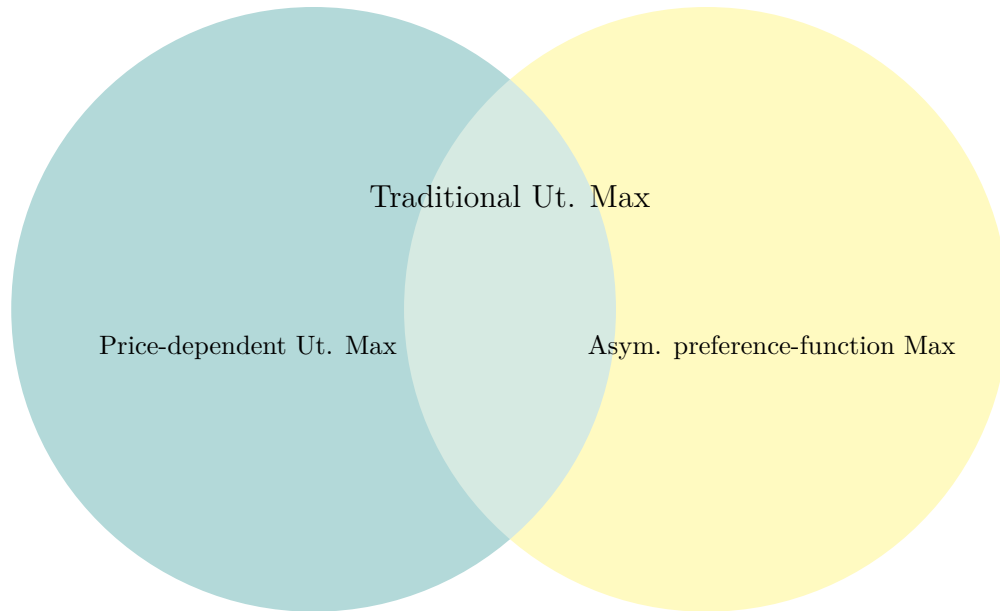 Traditional Ut. Max
Price-dependent Ut. Max
Asym. preference-function Max